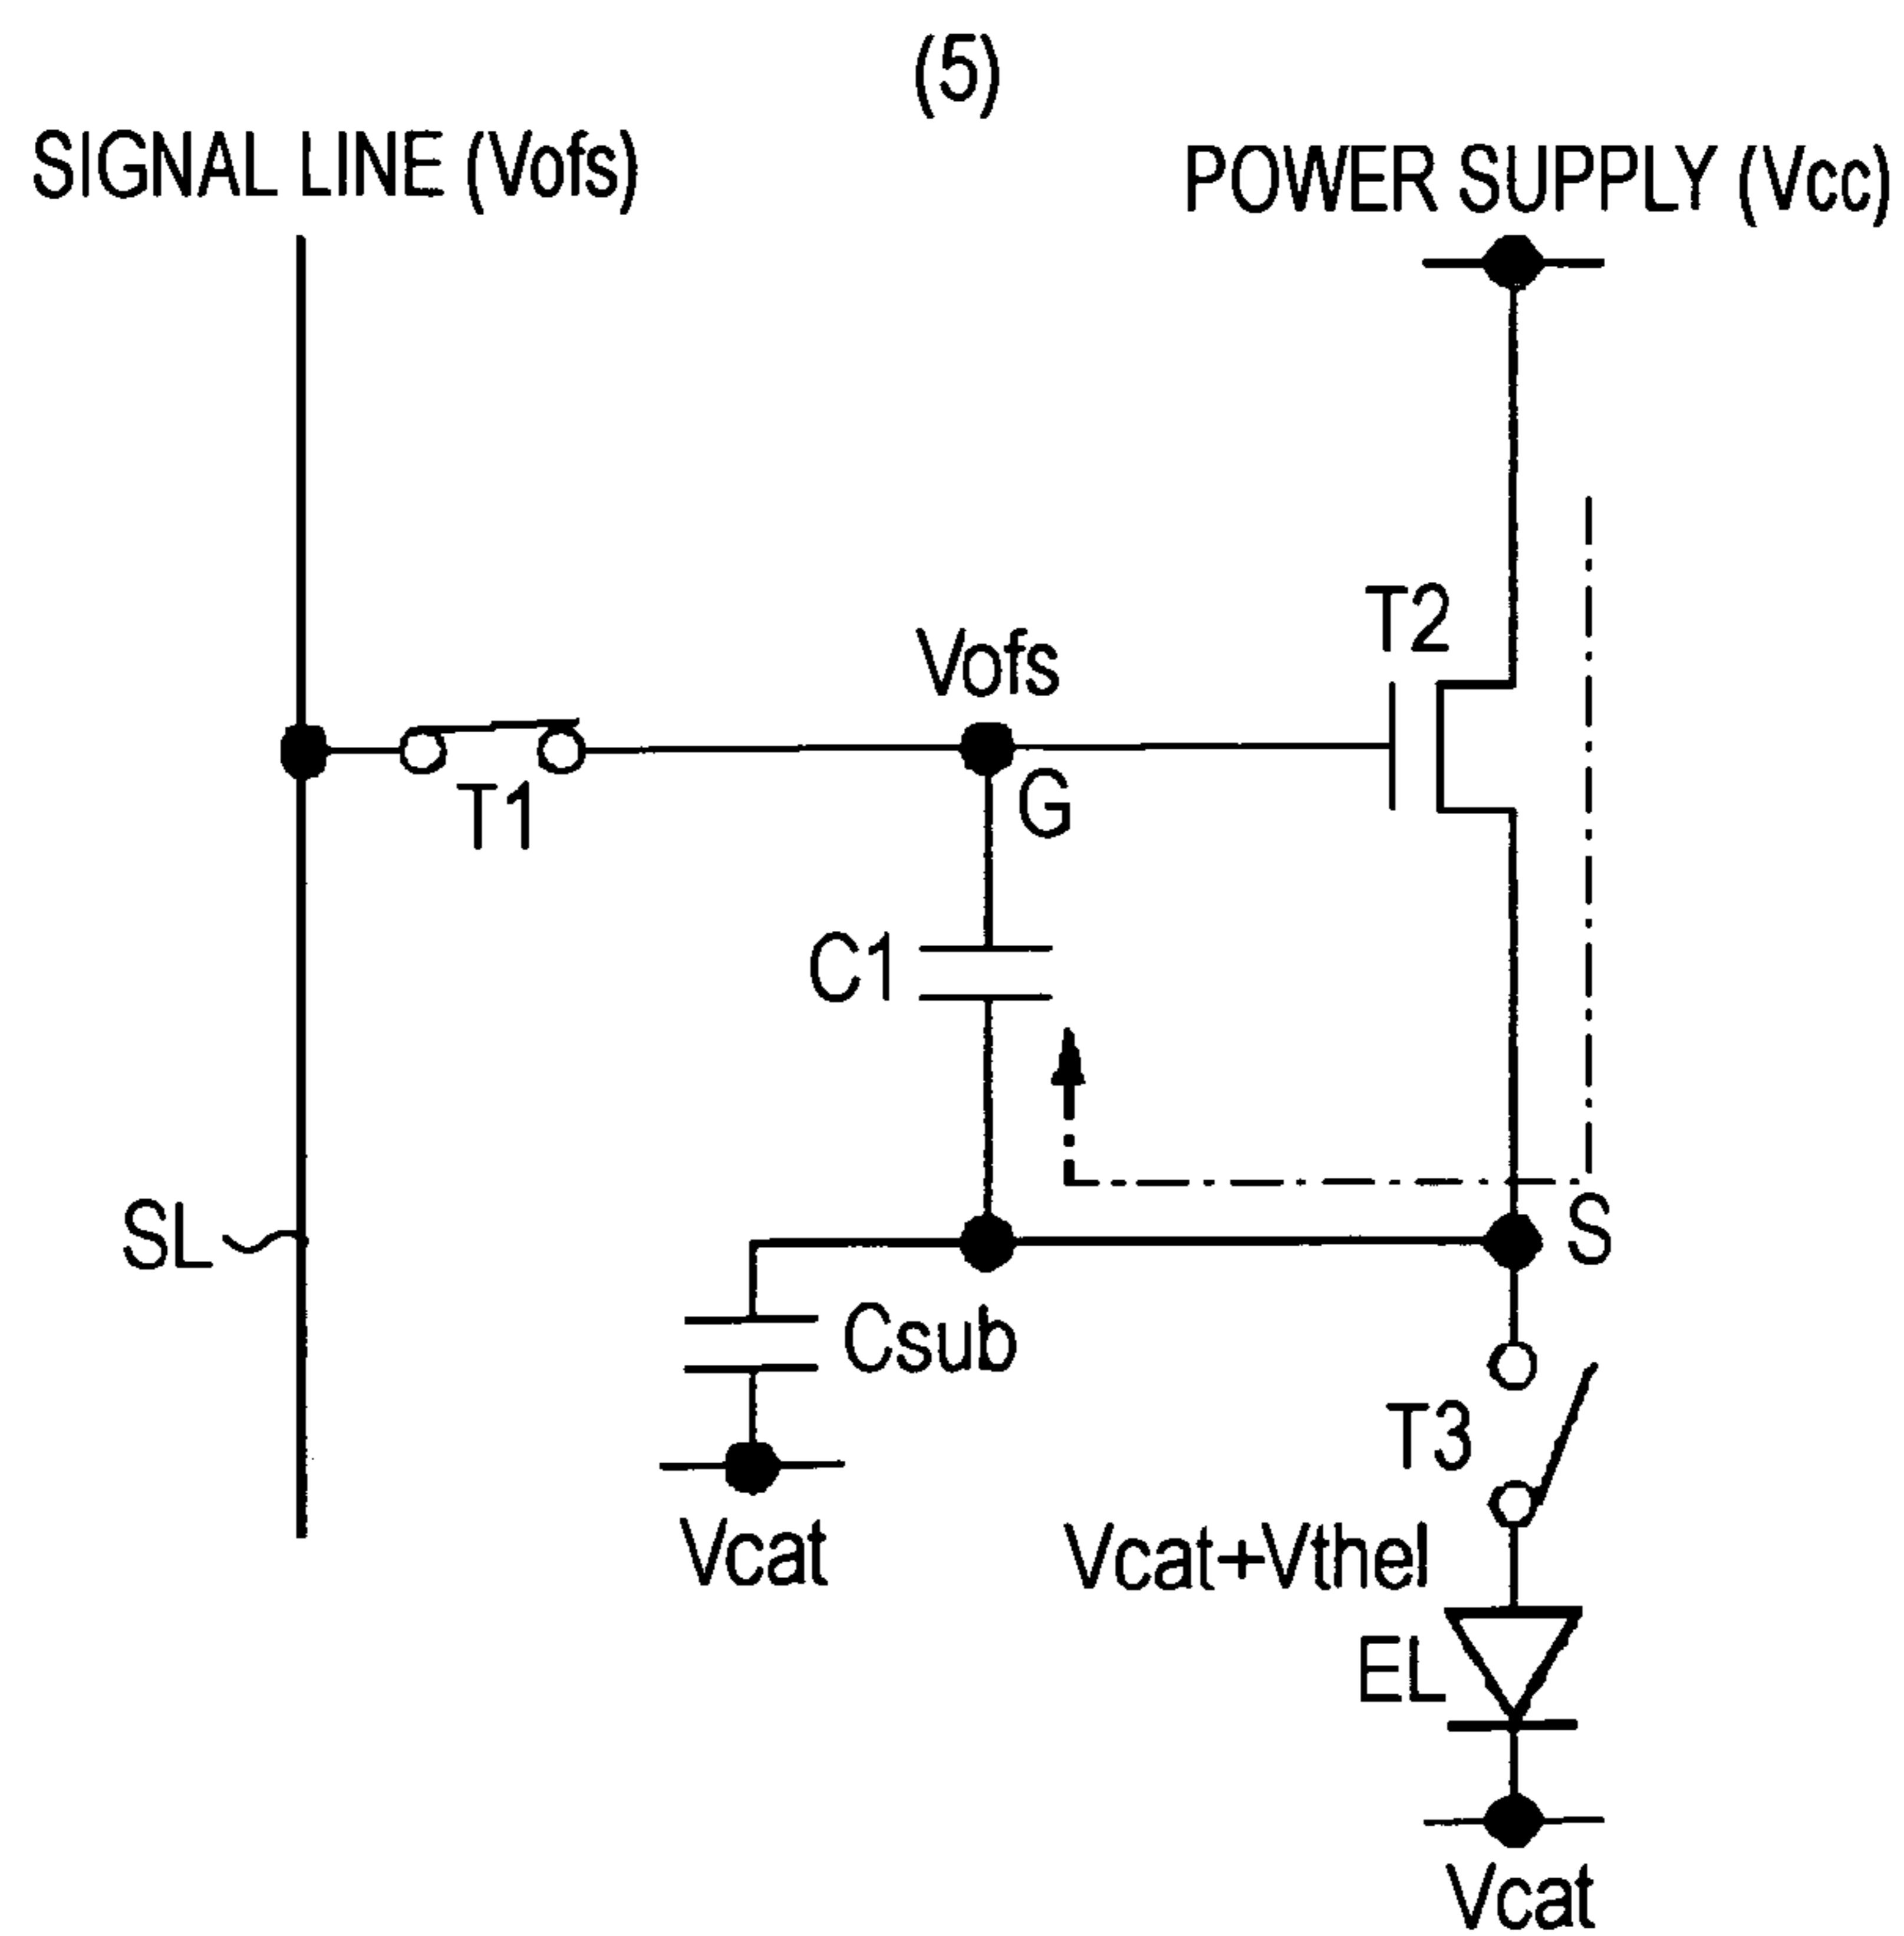 (5)
SIGNAL LINE (Vofs)
POWER SUPPLY (Vcc)
T2
Vofs
T1
G
C1
SL
S
Csub
T3
Vcat
Vcat+Vthel
EL
Vcat